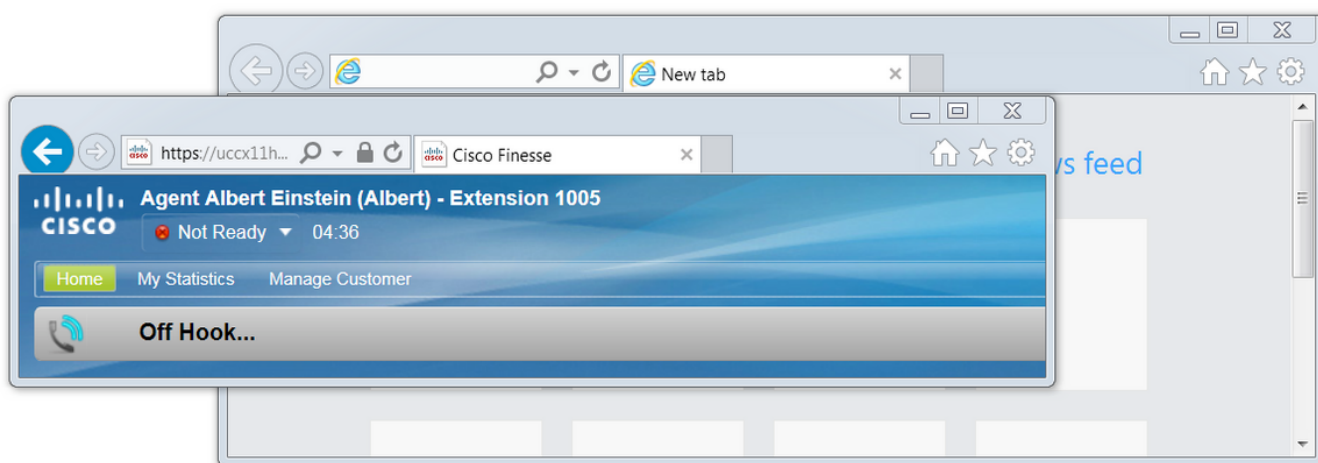 New tab
https://uccx11h...
Cisco Finesse
vs feed
CISCO
Agent Albert Einstein (Albert) - Extension 1005
Not Ready 04:36
Home My Statistics Manage Customer
Off Hook...